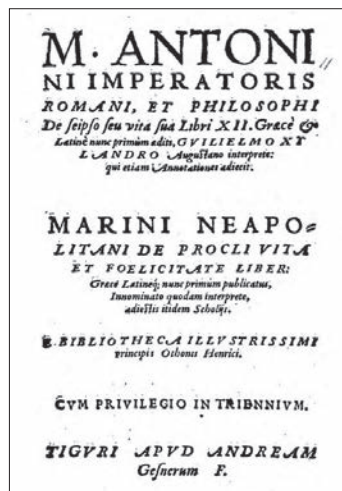 M. ANTONI
NI IMPERATORIS
ROMANI, ET PHILOSOPHI
De seipso seu vita sua Libri XII. Græcè &
Latinè nunc primùm editi, GVILIELMO XY
LANDRO Augustano interprete:
qui etiam Annotationes adiecit.
MARINI NEAPO=
LITANI DE PROCLI VITA
ET FOELICITATE LIBER:
Græcè Latineq; nunc primùm publicatus,
Innominato quodam interprete,
adiectis itidem Scholijs.
E BIBLIOTHECA ILLVSTRISSIMI
principis Othonis Henrici.
CVM PRIVILEGIO IN TRIBNNIVM.
TIGVRI APVD ANDREAM
Gesnerum F.